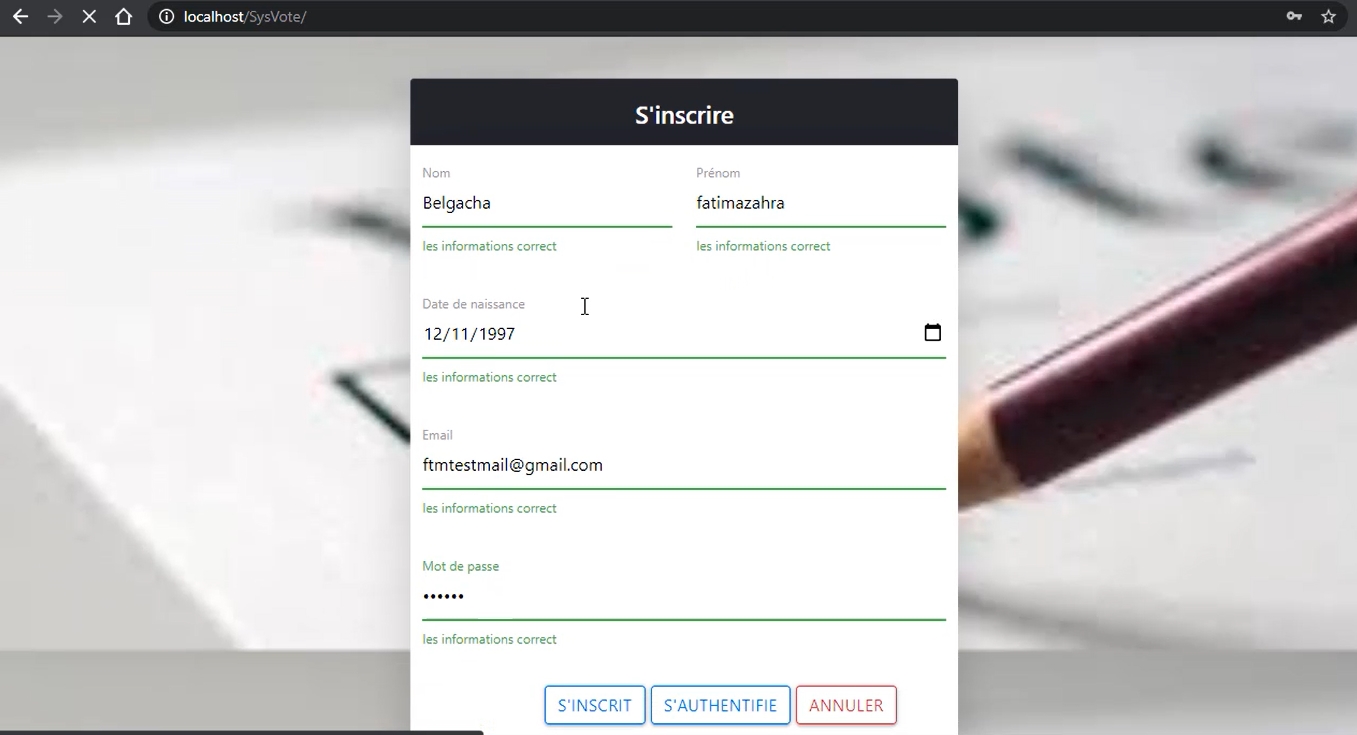 localhost/SysVote/
S'inscrire
Nom Prénom
Belgacha fatimazahra
les informations correct les informations correct
Date de naissance
12/11/1997
les informations correct
Email
ftmtestmail@gmail.com
les informations correct
Mot de passe
••••••
les informations correct
S'INSCRIT S'AUTHENTIFIE ANNULER